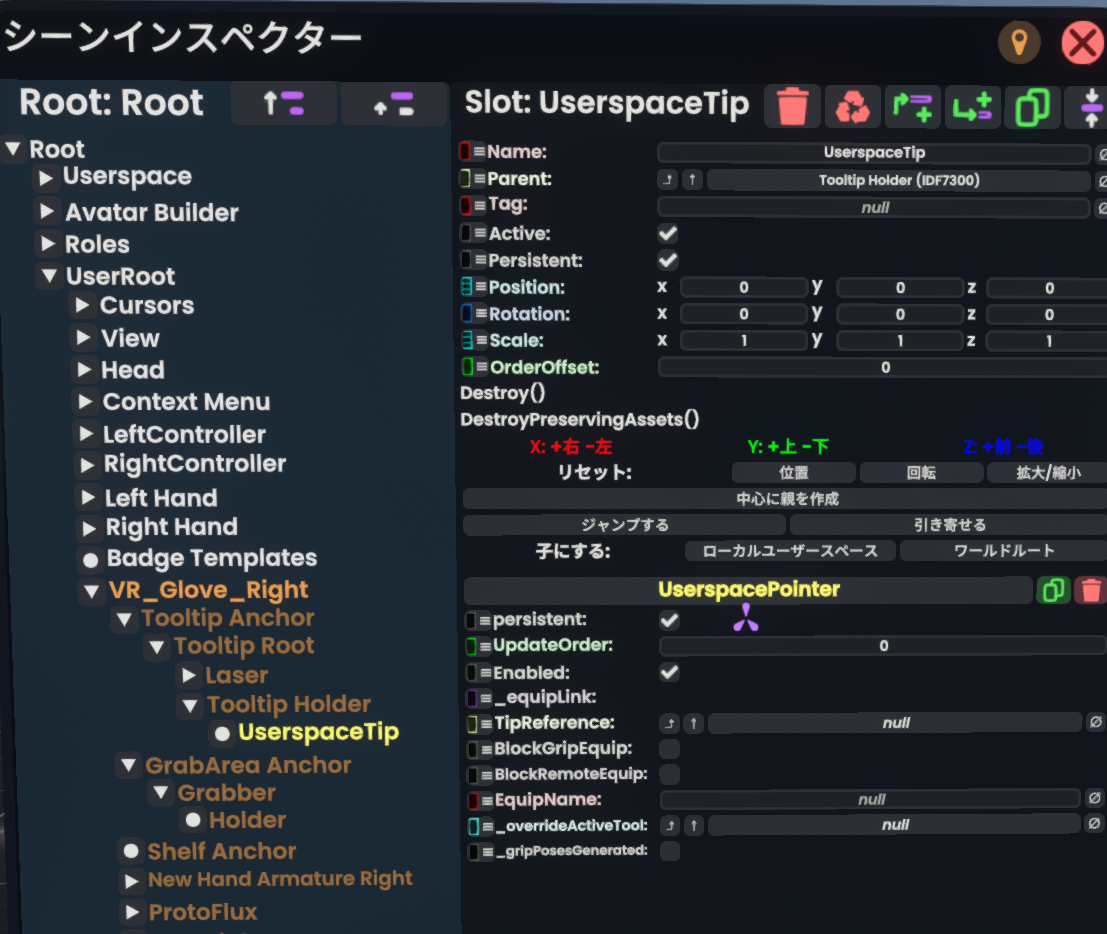 シーンインスペクター
Root: Root
Root
Userspace
Avatar Builder
Roles
UserRoot
Cursors
View
Head
Context Menu
LeftController
RightController
Left Hand
Right Hand
Badge Templates
VR_Glove_Right
Tooltip Anchor
Tooltip Root
Laser
Tooltip Holder
UserspaceTip
GrabArea Anchor
Grabber
Holder
Shelf Anchor
New Hand Armature Right
ProtoFlux
Slot: UserspaceTip
Name: UserspaceTip
Parent: Tooltip Holder (IDF7300)
Tag: null
Active:
Persistent:
Position: x 0 y 0 z 0
Rotation: x 0 y 0 z 0
Scale: x 1 y 1 z 1
OrderOffset: 0
Destroy()
DestroyPreservingAssets()
X: +右 -左 Y: +上 -下 Z: +前 -後
リセット: 位置 回転 拡大/縮小
中心に親を作成
ジャンプする 引き寄せる
子にする: ローカルユーザースペース ワールドルート
UserspacePointer
persistent:
UpdateOrder: 0
Enabled:
_equipLink:
TipReference: null
BlockGripEquip:
BlockRemoteEquip:
EquipName: null
_overrideActiveTool: null
_gripPosesGenerated: